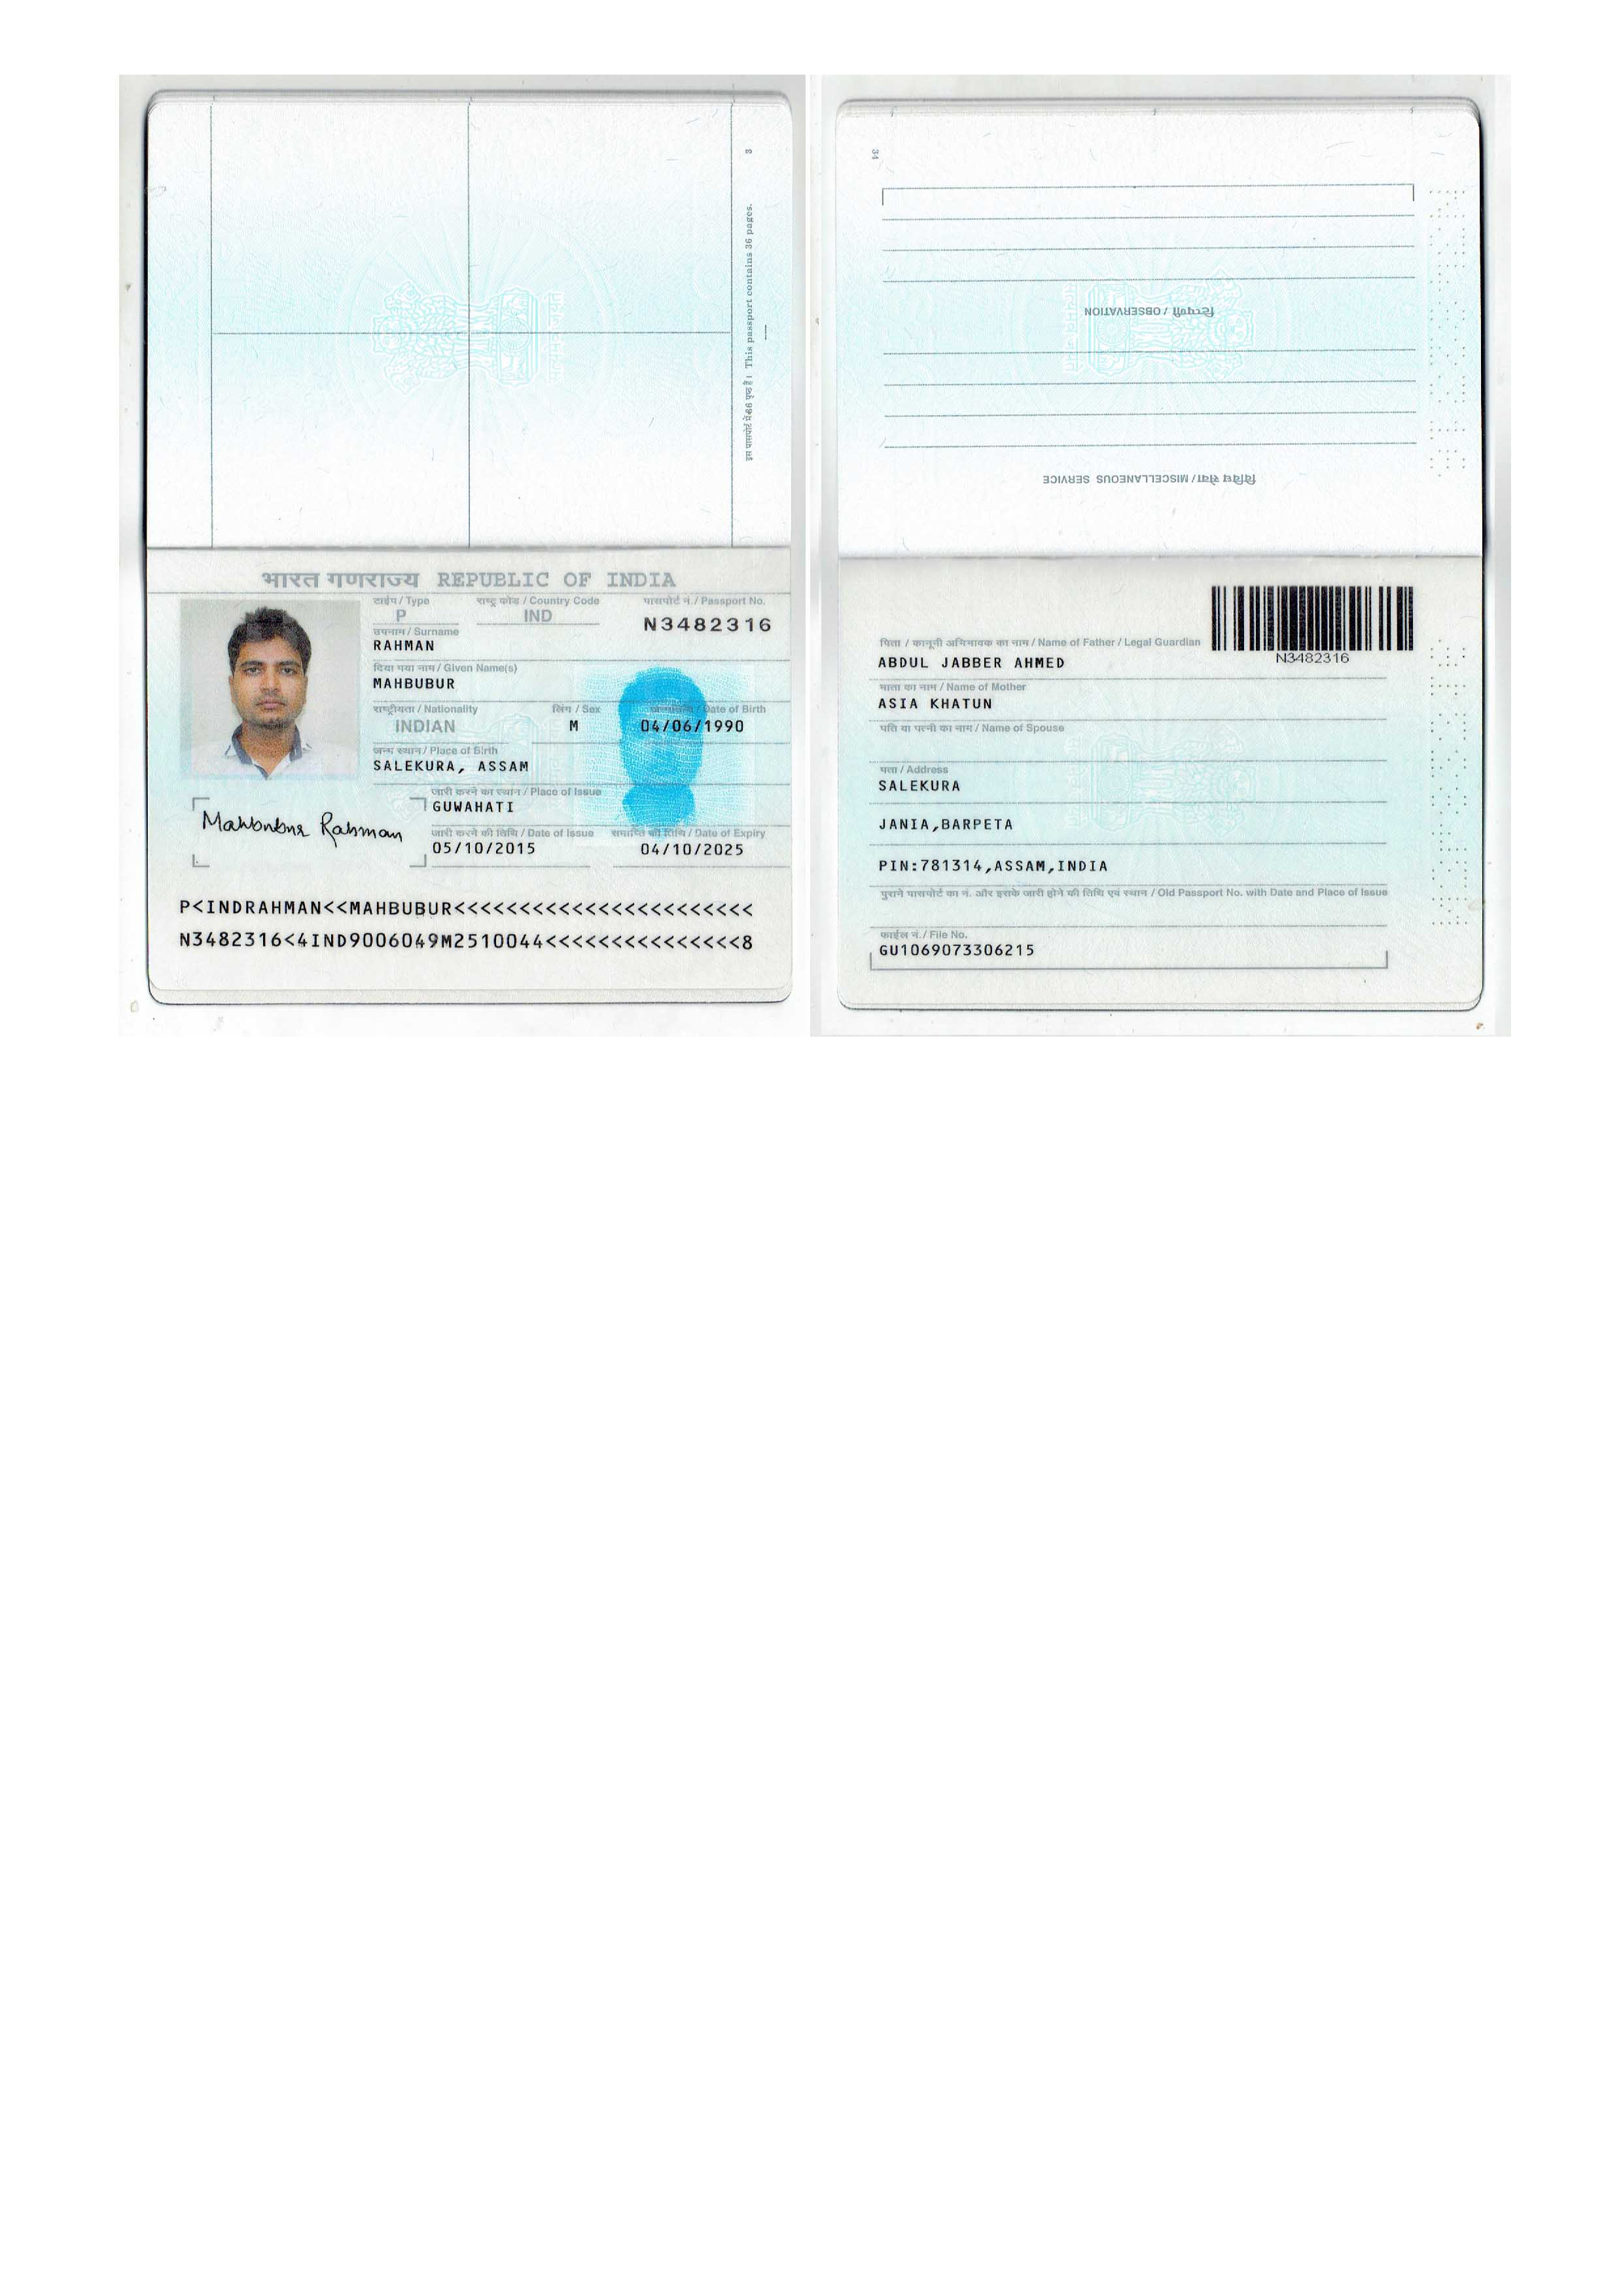 3
इस पासपोर्ट में 36 पृष्ठ है। This passport contains 36 pages.
भारत गणराज्य REPUBLIC OF INDIA
टाईप / Type राष्ट्र कोड / Country Code पासपोर्ट नं. / Passport No.
P IND N3482316
उपनाम / Surname
RAHMAN
दिया गया नाम / Given Name(s)
MAHBUBUR
राष्ट्रीयता / Nationality लिंग / Sex Date of Birth
INDIAN M 04/06/1990
जन्म स्थान / Place of Birth
SALEKURA, ASSAM
जारी करने का स्थान / Place of Issue
GUWAHATI
Mahbubur Rahman
जारी करने की तिथि / Date of Issue समाप्ति की तिथि / Date of Expiry
05/10/2015 04/10/2025
P<INDRAHMAN<<MAHBUBUR<<<<<<<<<<<<<<<<<<<<<<<
N3482316<4IND9006049M2510044<<<<<<<<<<<<<<<8
34
टिप्पणी / OBSERVATION
विविध सेवा / MISCELLANEOUS SERVICE
पिता / कानूनी अभिभावक का नाम / Name of Father / Legal Guardian
N3482316
ABDUL JABBER AHMED
माता का नाम / Name of Mother
ASIA KHATUN
पति या पत्नी का नाम / Name of Spouse
पता / Address
SALEKURA
JANIA,BARPETA
PIN:781314,ASSAM,INDIA
पुराने पासपोर्ट का नं. और इसके जारी होने की तिथि एवं स्थान / Old Passport No. with Date and Place of Issue
फाईल नं. / File No.
GU1069073306215